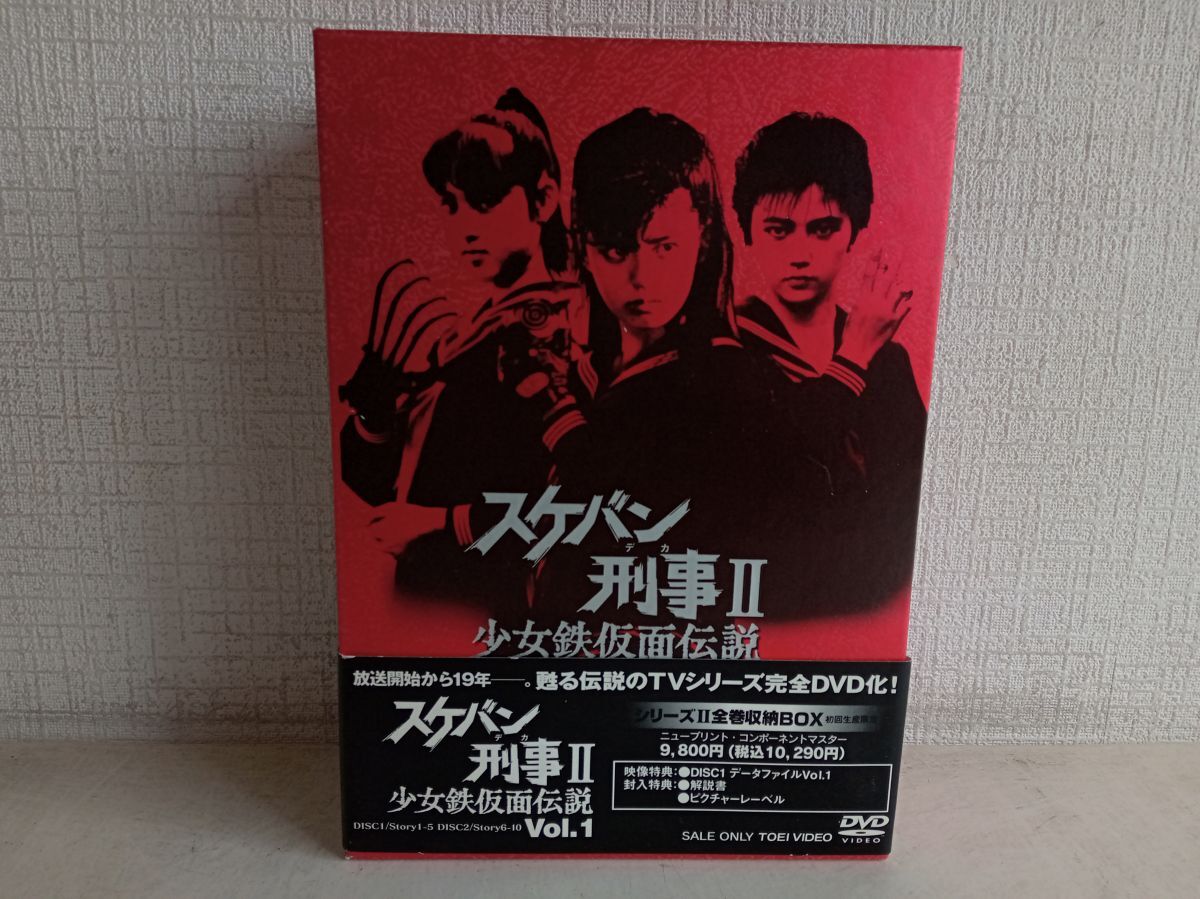 スケバン
デカ
刑事II
少女鉄仮面伝説
放送開始から19年──。甦る伝説のTVシリーズ完全DVD化!
スケバン
デカ
刑事II
少女鉄仮面伝説
DISC1/Story1-5 DISC2/Story6-10 Vol.1
シリーズII全巻収納BOX 初回生産限定
ニュープリント・コンポーネントマスター
9,800円(税込10,290円)
映像特典:●DISC1 データファイルVol.1
封入特典:●解説書
●ピクチャーレーベル
SALE ONLY TOEI VIDEO
DVD
VIDEO